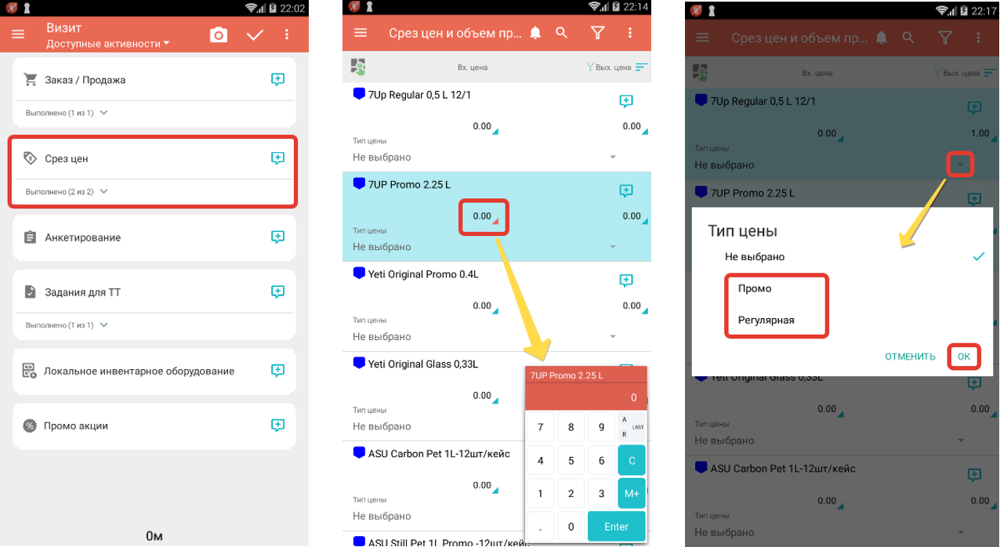 22:02
Визит
Доступные активности
Заказ / Продажа
Выполнено (1 из 1)
Срез цен
Выполнено (2 из 2)
Анкетирование
Задания для ТТ
Выполнено (1 из 1)
Локальное инвентарное оборудование
Промо акции
0м
22:14
Срез цен и объем пр...
Вх. цена
Вых. цена
7Up Regular 0,5 L 12/1
0.00
0.00
Тип цены
Не выбрано
7UP Promo 2.25 L
0.00
0.00
Тип цены
Не выбрано
Yeti Original Promo 0.4L
0.00
0.00
Тип цены
Не выбрано
Yeti Original Glass 0,33L
0.00
Тип цены
Не выбрано
ASU Carbon Pet 1L-12шт/кейс
0.00
Тип цены
Не выбрано
ASU Still Pet 1L Promo -12шт/кейс
7UP Promo 2.25 L
0
7 8 9 A R LAST
4 5 6 C
1 2 3 M+
. 0 Enter
22:17
Срез цен и объем пр...
Вх. цена
Вых. цена
7Up Regular 0,5 L 12/1
0.00
1.00
Тип цены
Не выбрано
7UP Promo 2.25 L
Тип цены
Не выбрано
Промо
Регулярная
ОТМЕНИТЬ
ОК
Yeti Original Glass 0,33L
0.00
0.00
Тип цены
Не выбрано
ASU Carbon Pet 1L-12шт/кейс
0.00
0.00
Тип цены
Не выбрано